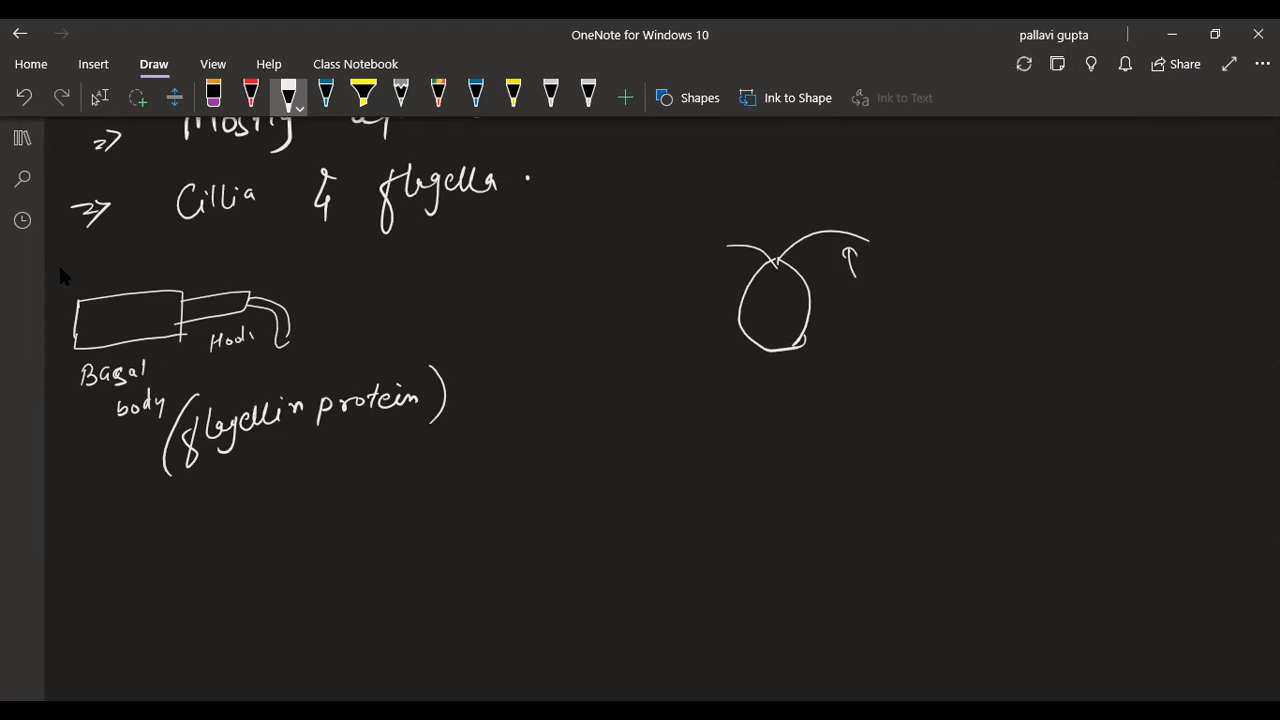 OneNote for Windows 10
pallavi gupta
Home Insert Draw View Help Class Notebook
Share
Shapes
Ink to Shape
Ink to Text
=> Mostly
=> Cillia & flagella .
Hook
Basal
body
(flagellin protein)